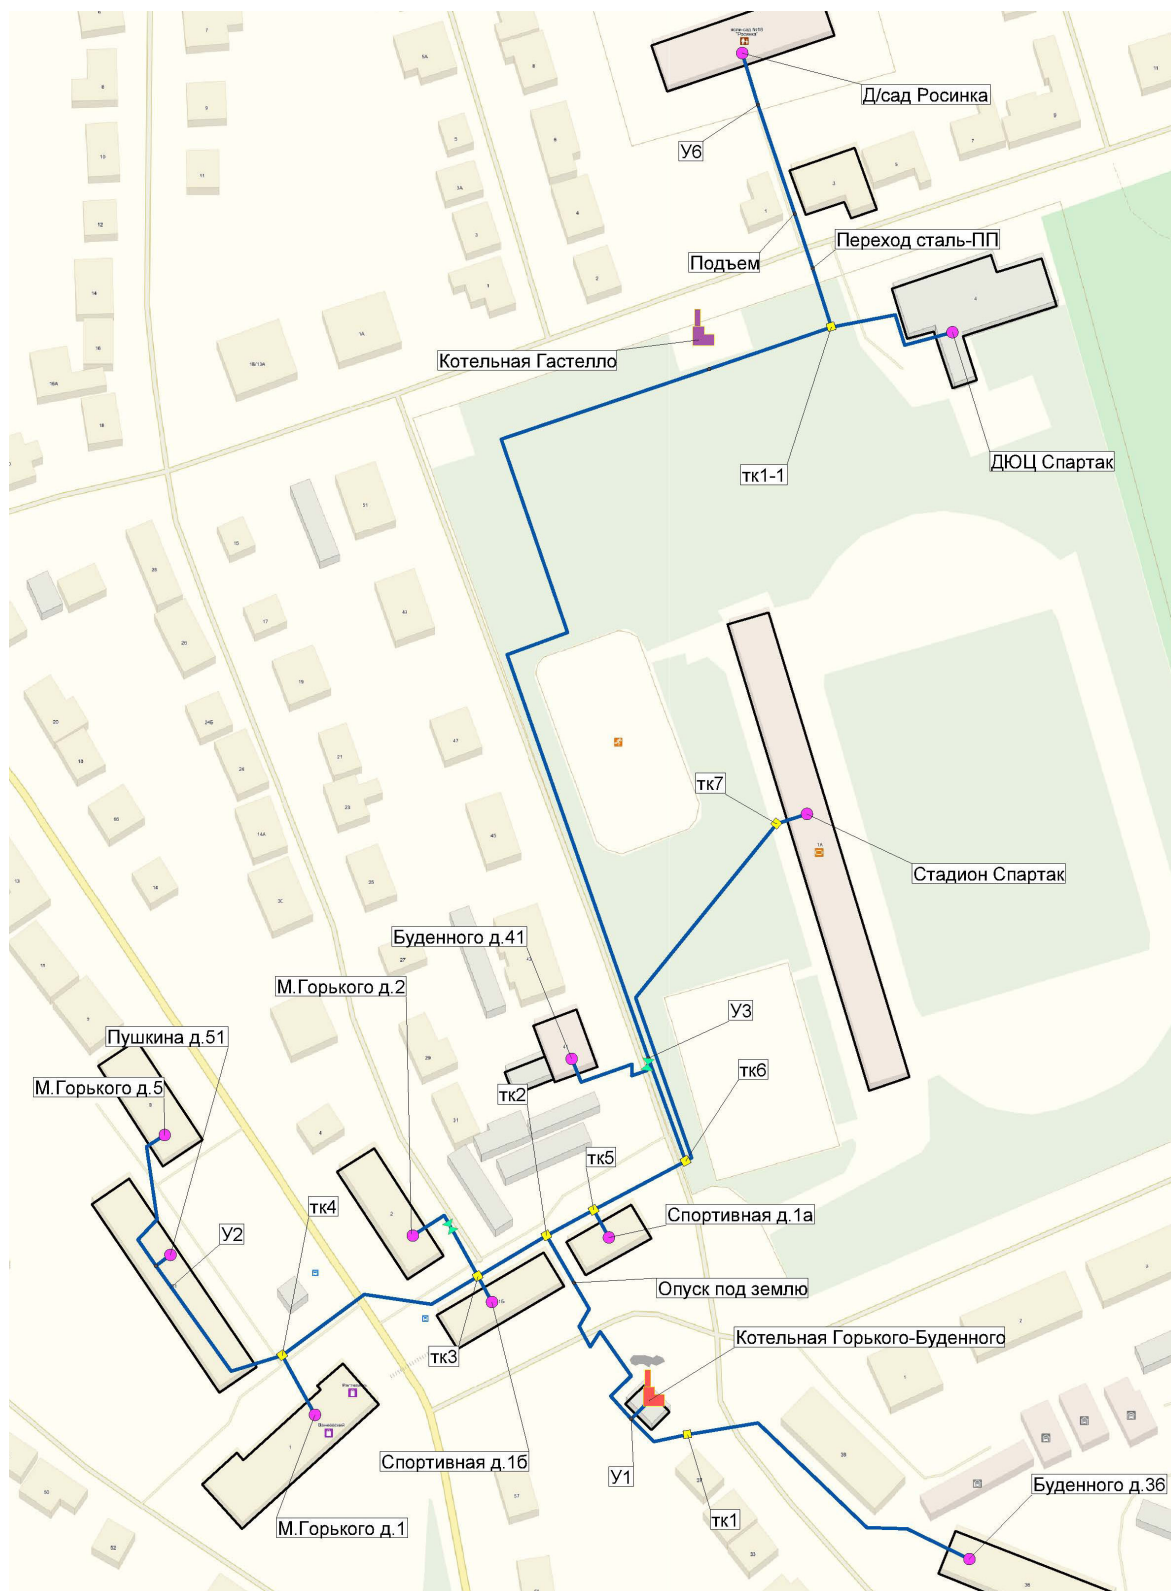 Д/сад Росинка
У6
Переход сталь-ПП
Подъем
Котельная Гастелло
ДЮЦ Спартак
тк1-1
тк7
Стадион Спартак
Буденного д.41
М.Горького д.2
У3
Пушкина д.51
тк6
М.Горького д.5
тк2
тк5
тк4
Спортивная д.1а
У2
Опуск под землю
Котельная Горького-Буденного
тк3
Спортивная д.1б
У1
Буденного д.36
тк1
М.Горького д.1